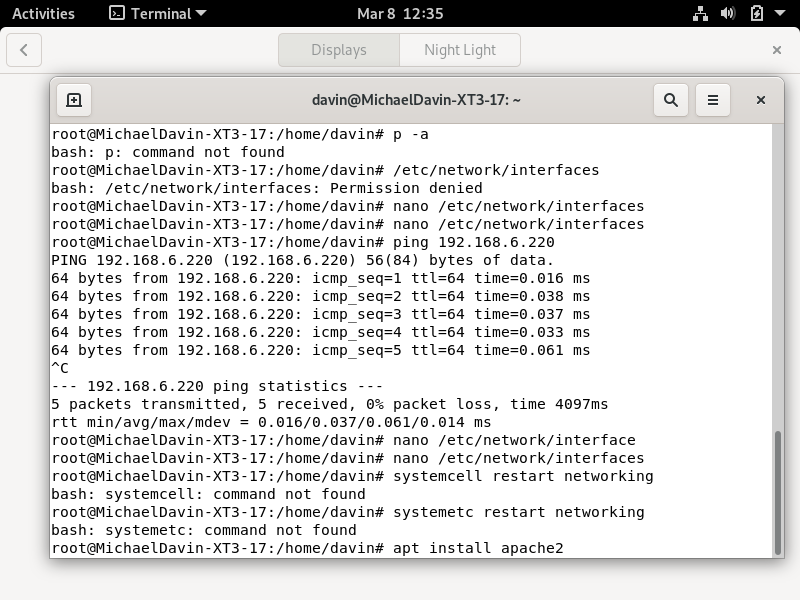 Activities
Terminal
Mar 8 12:35
Displays
Night Light
davin@MichaelDavin-XT3-17: ~
root@MichaelDavin-XT3-17:/home/davin# p -a
bash: p: command not found
root@MichaelDavin-XT3-17:/home/davin# /etc/network/interfaces
bash: /etc/network/interfaces: Permission denied
root@MichaelDavin-XT3-17:/home/davin# nano /etc/network/interfaces
root@MichaelDavin-XT3-17:/home/davin# nano /etc/network/interfaces
root@MichaelDavin-XT3-17:/home/davin# ping 192.168.6.220
PING 192.168.6.220 (192.168.6.220) 56(84) bytes of data.
64 bytes from 192.168.6.220: icmp_seq=1 ttl=64 time=0.016 ms
64 bytes from 192.168.6.220: icmp_seq=2 ttl=64 time=0.038 ms
64 bytes from 192.168.6.220: icmp_seq=3 ttl=64 time=0.037 ms
64 bytes from 192.168.6.220: icmp_seq=4 ttl=64 time=0.033 ms
64 bytes from 192.168.6.220: icmp_seq=5 ttl=64 time=0.061 ms
^C
--- 192.168.6.220 ping statistics ---
5 packets transmitted, 5 received, 0% packet loss, time 4097ms
rtt min/avg/max/mdev = 0.016/0.037/0.061/0.014 ms
root@MichaelDavin-XT3-17:/home/davin# nano /etc/network/interface
root@MichaelDavin-XT3-17:/home/davin# nano /etc/network/interfaces
root@MichaelDavin-XT3-17:/home/davin# systemcell restart networking
bash: systemcell: command not found
root@MichaelDavin-XT3-17:/home/davin# systemetc restart networking
bash: systemetc: command not found
root@MichaelDavin-XT3-17:/home/davin# apt install apache2